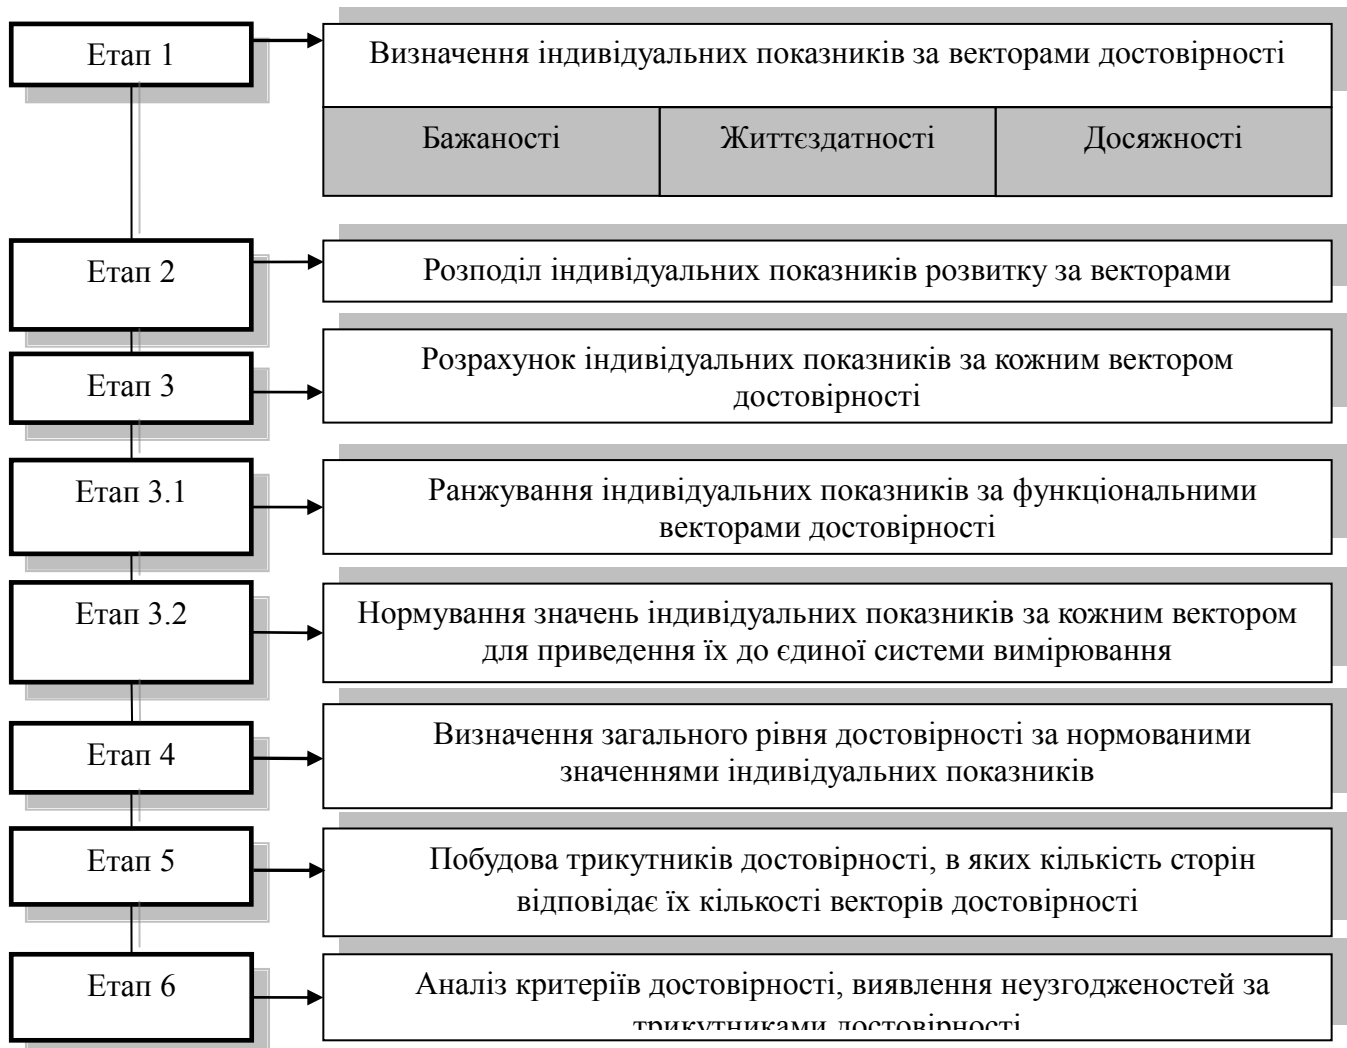 Етап 1
Визначення індивідуальних показників за векторами достовірності
Бажаності
Життєздатності
Досяжності
Етап 2
Розподіл індивідуальних показників розвитку за векторами
Етап 3
Розрахунок індивідуальних показників за кожним вектором
достовірності
Етап 3.1
Ранжування індивідуальних показників за функціональними
векторами достовірності
Етап 3.2
Нормування значень індивідуальних показників за кожним вектором
для приведення їх до єдиної системи вимірювання
Етап 4
Визначення загального рівня достовірності за нормованими
значеннями індивідуальних показників
Етап 5
Побудова трикутників достовірності, в яких кількість сторін
відповідає їх кількості векторів достовірності
Етап 6
Аналіз критеріїв достовірності, виявлення неузгодженостей за
трикутниками достовірності